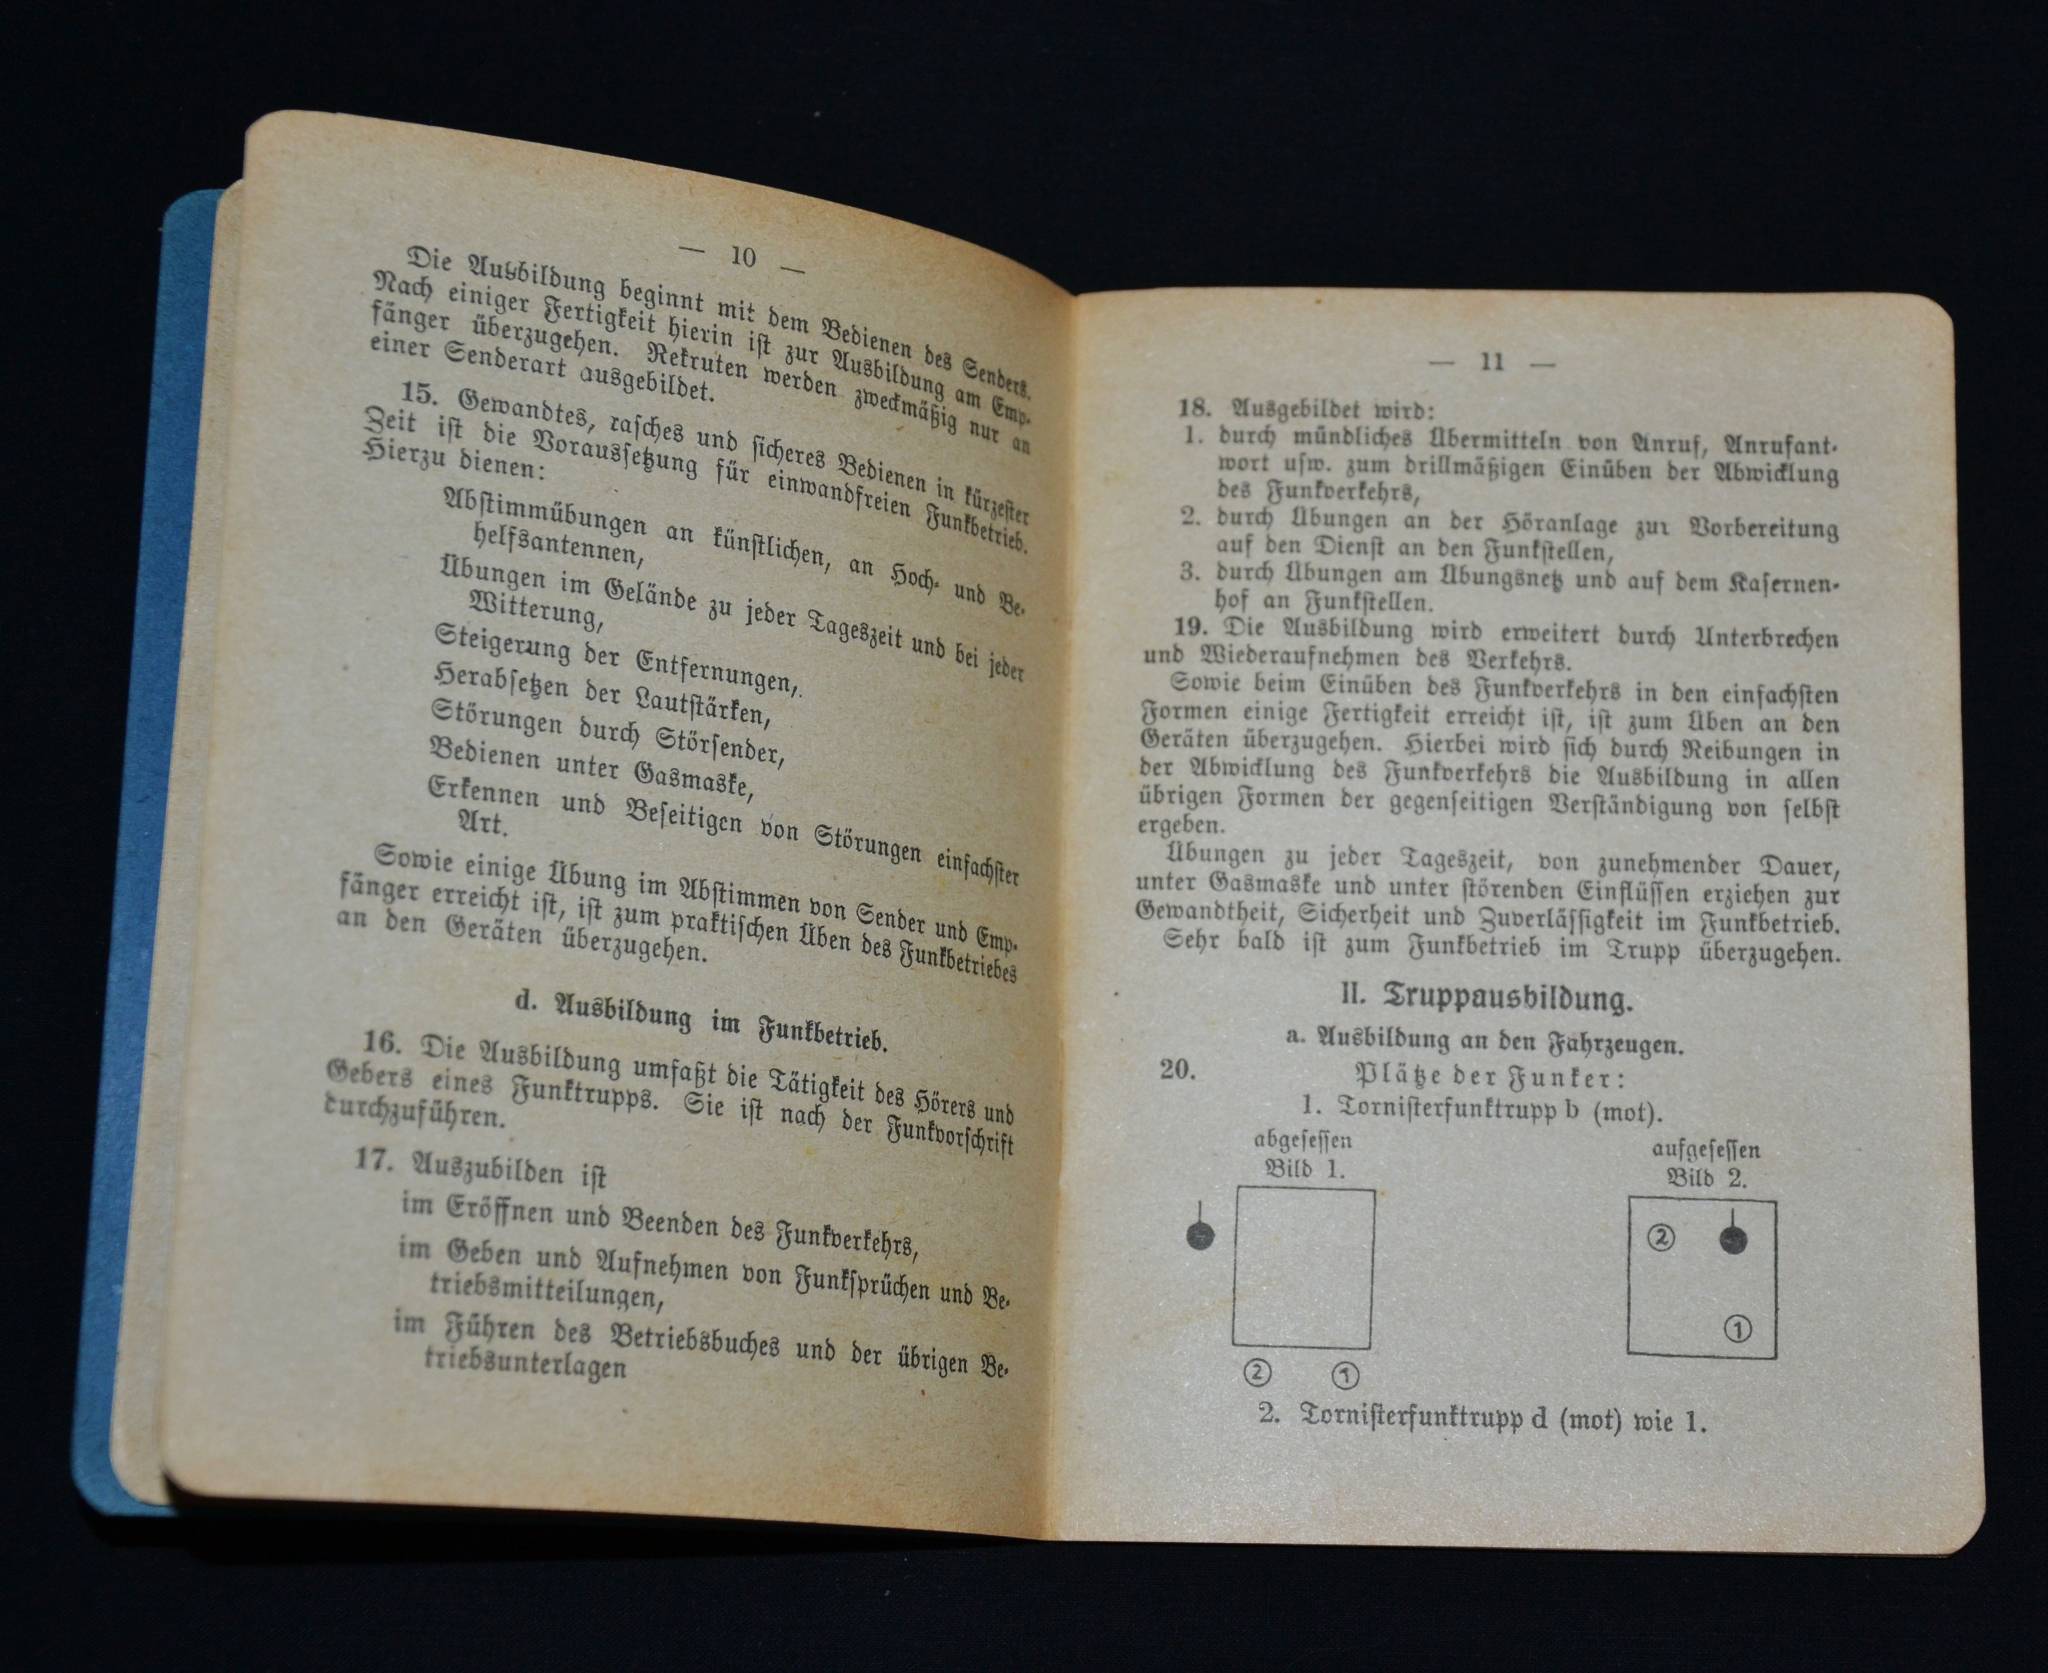 — 10 —
Die Ausbildung beginnt mit dem Bedienen des Senders.
Nach einiger Fertigkeit hierin ist zur Ausbildung am Emp-
fänger überzugehen. Rekruten werden zweckmäßig nur an
einer Senderart ausgebildet.
15. Gewandtes, rasches und sicheres Bedienen in kürzester
Zeit ist die Voraussetzung für einwandfreien Funkbetrieb.
Hierzu dienen:
Abstimmübungen an künstlichen, an Hoch- und Be-
helfsantennen,
Übungen im Gelände zu jeder Tageszeit und bei jeder
Witterung,
Steigerung der Entfernungen,
Herabsetzen der Lautstärken,
Störungen durch Störsender,
Bedienen unter Gasmaske,
Erkennen und Beseitigen von Störungen einfachster
Art.
Sowie einige Übung im Abstimmen von Sender und Emp-
fänger erreicht ist, ist zum praktischen Üben des Funkbetriebes
an den Geräten überzugehen.
d. Ausbildung im Funkbetrieb.
16. Die Ausbildung umfaßt die Tätigkeit des Hörers und
Gebers eines Funktrupps. Sie ist nach der Funkvorschrift
durchzuführen.
17. Auszubilden ist
im Eröffnen und Beenden des Funkverkehrs,
im Geben und Aufnehmen von Funksprüchen und Be-
triebsmitteilungen,
im Führen des Betriebsbuches und der übrigen Be-
triebsunterlagen
— 11 —
18. Ausgebildet wird:
1. durch mündliches Übermitteln von Anruf, Anrufant-
wort usw. zum drillmäßigen Einüben der Abwicklung
des Funkverkehrs,
2. durch Übungen an der Höranlage zur Vorbereitung
auf den Dienst an den Funkstellen,
3. durch Übungen am Übungsnetz und auf dem Kasernen-
hof an Funkstellen.
19. Die Ausbildung wird erweitert durch Unterbrechen
und Wiederaufnehmen des Verkehrs.
Sowie beim Einüben des Funkverkehrs in den einfachsten
Formen einige Fertigkeit erreicht ist, ist zum Üben an den
Geräten überzugehen. Hierbei wird sich durch Reibungen in
der Abwicklung des Funkverkehrs die Ausbildung in allen
übrigen Formen der gegenseitigen Verständigung von selbst
ergeben.
Übungen zu jeder Tageszeit, von zunehmender Dauer,
unter Gasmaske und unter störenden Einflüssen erziehen zur
Gewandtheit, Sicherheit und Zuverlässigkeit im Funkbetrieb.
Sehr bald ist zum Funkbetrieb im Trupp überzugehen.
II. Truppausbildung.
a. Ausbildung an den Fahrzeugen.
20. Plätze der Funker:
1. Tornisterfunktrupp b (mot).
abgesessen aufgesessen
Bild 1. Bild 2.
2
1
2 1
2. Tornisterfunktrupp d (mot) wie 1.